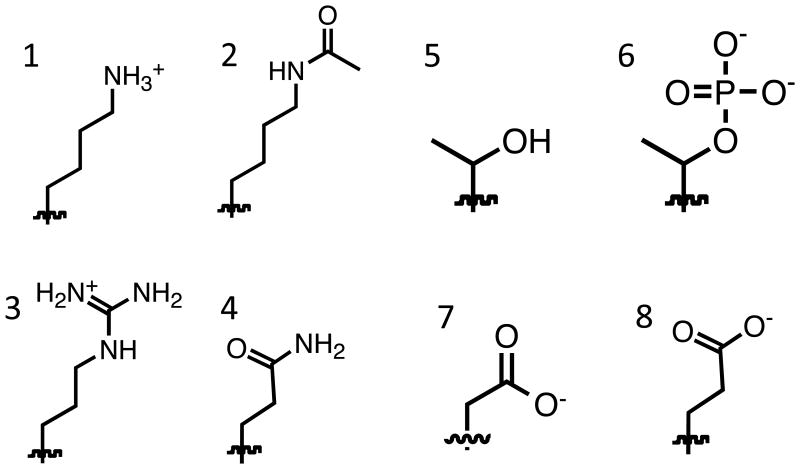 1
NH3+
2
O
HN
5
OH
6
O-
O=P-O-
O
3
H2N+
NH2
NH
4
O
NH2
7
O
O-
8
O
O-